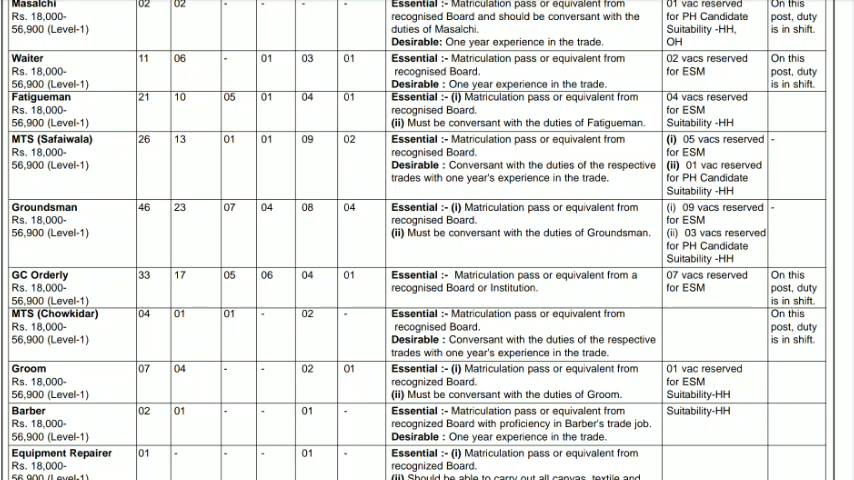 Masalchi 02 02 - - - - Essential :- Matriculation pass or equivalent from 01 vac reserved On this
Rs. 18,000- recognised Board and should be conversant with the for PH Candidate post, duty
56,900 (Level-1) duties of Masalchi. Suitability -HH, is in shift.
Desirable: One year experience in the trade. OH
Waiter 11 06 - 01 03 01 Essential :- Matriculation pass or equivalent from 02 vacs reserved On this
Rs. 18,000- recognised Board. for ESM post, duty
56,900 (Level-1) Desirable : One year experience in the trade. is in shift.
Fatigueman 21 10 05 01 04 01 Essential :- (i) Matriculation pass or equivalent from 04 vacs reserved
Rs. 18,000- recognised Board. for ESM
56,900 (Level-1) (ii) Must be conversant with the duties of Fatigueman. Suitability -HH
MTS (Safaiwala) 26 13 01 01 09 02 Essential :- Matriculation pass or equivalent from (i) 05 vacs reserved -
Rs. 18,000- recognised Board. for ESM
56,900 (Level-1) Desirable : Conversant with the duties of the respective (ii) 01 vac reserved
trades with one year's experience in the trade. for PH Candidate
Suitability -HH
Groundsman 46 23 07 04 08 04 Essential :- (i) Matriculation pass or equivalent from (i) 09 vacs reserved -
Rs. 18,000- recognised Board. for ESM
56,900 (Level-1) (ii) Must be conversant with the duties of Groundsman. (ii) 03 vacs reserved
for PH Candidate
Suitability -HH
GC Orderly 33 17 05 06 04 01 Essential :- Matriculation pass or equivalent from a 07 vacs reserved On this
Rs. 18,000- recognised Board or Institution. for ESM post, duty
56,900 (Level-1) is in shift.
MTS (Chowkidar) 04 01 01 - 02 - Essential :- Matriculation pass or equivalent from On this
Rs. 18,000- recognised Board. post, duty
56,900 (Level-1) Desirable : Conversant with the duties of the respective is in shift.
trades with one year's experience in the trade.
Groom 07 04 - - 02 01 Essential :- (i) Matriculation pass or equivalent from 01 vac reserved
Rs. 18,000- recognized Board. for ESM
56,900 (Level-1) (ii) Must be conversant with the duties of Groom. Suitability-HH
Barber 02 01 - - 01 - Essential :- Matriculation pass or equivalent from Suitability-HH
Rs. 18,000- recognized Board with proficiency in Barber's trade job.
56,900 (Level-1) Desirable : One year experience in the trade.
Equipment Repairer 01 - - - 01 - Essential :- (i) Matriculation pass or equivalent from
Rs. 18,000- recognized Board.
56,900 (Level-1) (ii) Should be able to carry out all canvas, textile and